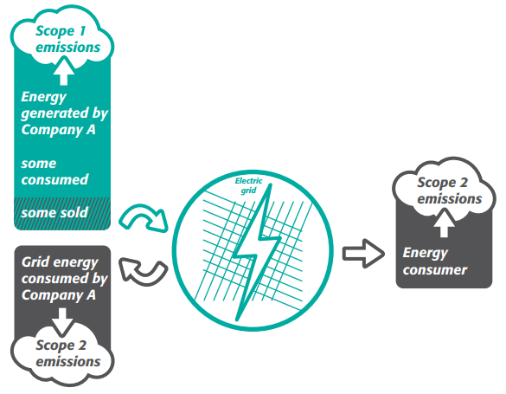 Scope 1
emissions
Energy
generated by
Company A
some
consumed
some sold
Grid energy
consumed by
Company A
Scope 2
emissions
Electric
grid
Scope 2
emissions
Energy
consumer